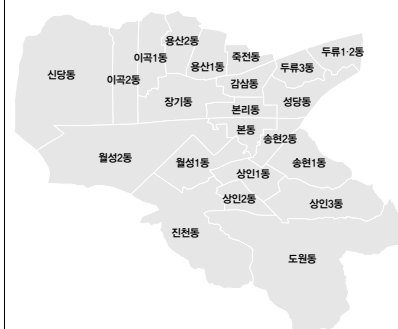 용산2동
두류1·2동
이곡1동
죽전동
용산1동
두류3동
신당동
이곡2동
감삼동
장기동
성당동
본리동
본동
송현2동
월성2동
월성1동
송현1동
상인1동
상인2동
상인3동
진천동
도원동